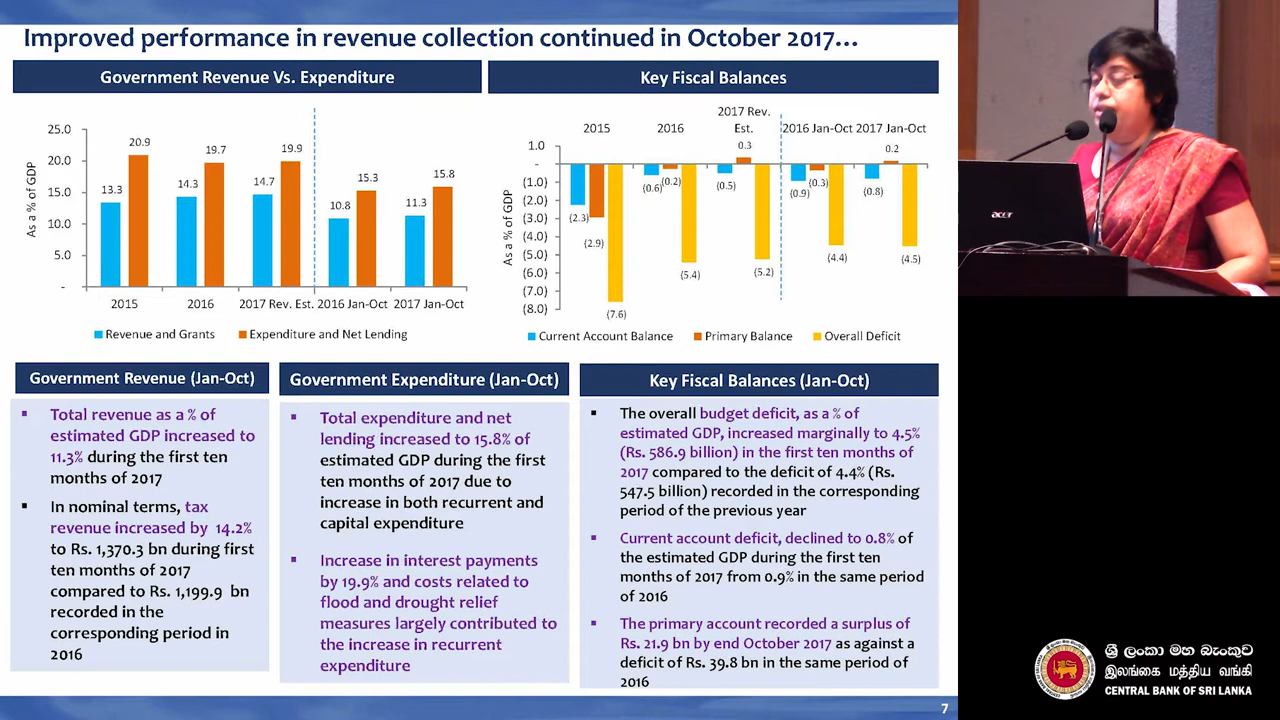 Improved performance in revenue collection continued in October 2017…
Government Revenue Vs. Expenditure
As a % of GDP
25.0
20.0
15.0
10.0
5.0
-
13.3
20.9
14.3
19.7
14.7
19.9
10.8
15.3
11.3
15.8
2015
2016
2017 Rev. Est.
2016 Jan-Oct
2017 Jan-Oct
Revenue and Grants
Expenditure and Net Lending
Key Fiscal Balances
As a % of GDP
2015
2016
2017 Rev.
Est.
2016 Jan-Oct
2017 Jan-Oct
1.0
-
(1.0)
(2.0)
(3.0)
(4.0)
(5.0)
(6.0)
(7.0)
(8.0)
(2.3)
(2.9)
(7.6)
(0.6)
(0.2)
(5.4)
(0.5)
0.3
(5.2)
(0.9)
(0.3)
(4.4)
(0.8)
0.2
(4.5)
Current Account Balance
Primary Balance
Overall Deficit
Government Revenue (Jan-Oct)
▪ Total revenue as a % of
estimated GDP increased to
11.3% during the first ten
months of 2017
▪ In nominal terms, tax
revenue increased by 14.2%
to Rs. 1,370.3 bn during first
ten months of 2017
compared to Rs. 1,199.9 bn
recorded in the
corresponding period in
2016
Government Expenditure (Jan-Oct)
▪ Total expenditure and net
lending increased to 15.8% of
estimated GDP during the first
ten months of 2017 due to
increase in both recurrent and
capital expenditure
▪ Increase in interest payments
by 19.9% and costs related to
flood and drought relief
measures largely contributed to
the increase in recurrent
expenditure
Key Fiscal Balances (Jan-Oct)
▪ The overall budget deficit, as a % of
estimated GDP, increased marginally to 4.5%
(Rs. 586.9 billion) in the first ten months of
2017 compared to the deficit of 4.4% (Rs.
547.5 billion) recorded in the corresponding
period of the previous year
▪ Current account deficit, declined to 0.8% of
the estimated GDP during the first ten
months of 2017 from 0.9% in the same period
of 2016
▪ The primary account recorded a surplus of
Rs. 21.9 bn by end October 2017 as against a
deficit of Rs. 39.8 bn in the same period of
2016
7
acer
ශ්‍රී ලංකා මහ බැංකුව
இலங்கை மத்திய வங்கி
CENTRAL BANK OF SRI LANKA